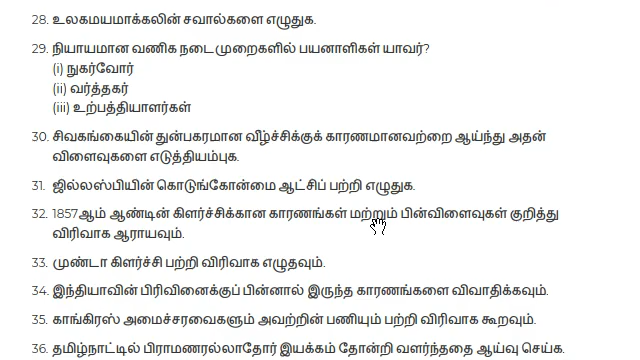 28. உலகமயமாக்கலின் சவால்களை எழுதுக.
29. நியாயமான வணிக நடைமுறைகளில் பயனாளிகள் யாவர்?
(i) நுகர்வோர்
(ii) வர்த்தகர்
(iii) உற்பத்தியாளர்கள்
30. சிவகங்கையின் துன்பகரமான வீழ்ச்சிக்குக் காரணமானவற்றை ஆய்ந்து அதன்
விளைவுகளை எடுத்தியம்புக.
31. ஜில்லஸ்பியின் கொடுங்கோன்மை ஆட்சிப் பற்றி எழுதுக.
32. 1857ஆம் ஆண்டின் கிளர்ச்சிக்கான காரணங்கள் மற்றும் பின்விளைவுகள் குறித்து
விரிவாக ஆராயவும்.
33. முண்டா கிளர்ச்சி பற்றி விரிவாக எழுதவும்.
34. இந்தியாவின் பிரிவினைக்குப் பின்னால் இருந்த காரணங்களை விவாதிக்கவும்.
35. காங்கிரஸ் அமைச்சரவைகளும் அவற்றின் பணியும் பற்றி விரிவாக கூறவும்.
36. தமிழ்நாட்டில் பிராமணரல்லாதோர் இயக்கம் தோன்றி வளர்ந்ததை ஆய்வு செய்க.